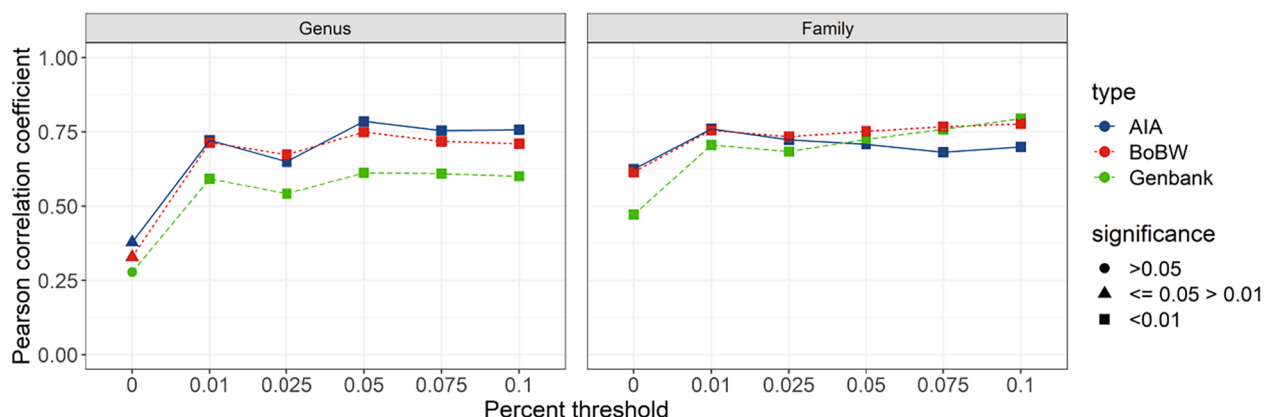 Genus
Family
Pearson correlation coefficient
1.00
0.75
0.50
0.25
0.00
0 0.01 0.025 0.05 0.075 0.1
0 0.01 0.025 0.05 0.075 0.1
Percent threshold
type
AIA
BoBW
Genbank
significance
>0.05
<= 0.05 > 0.01
<0.01